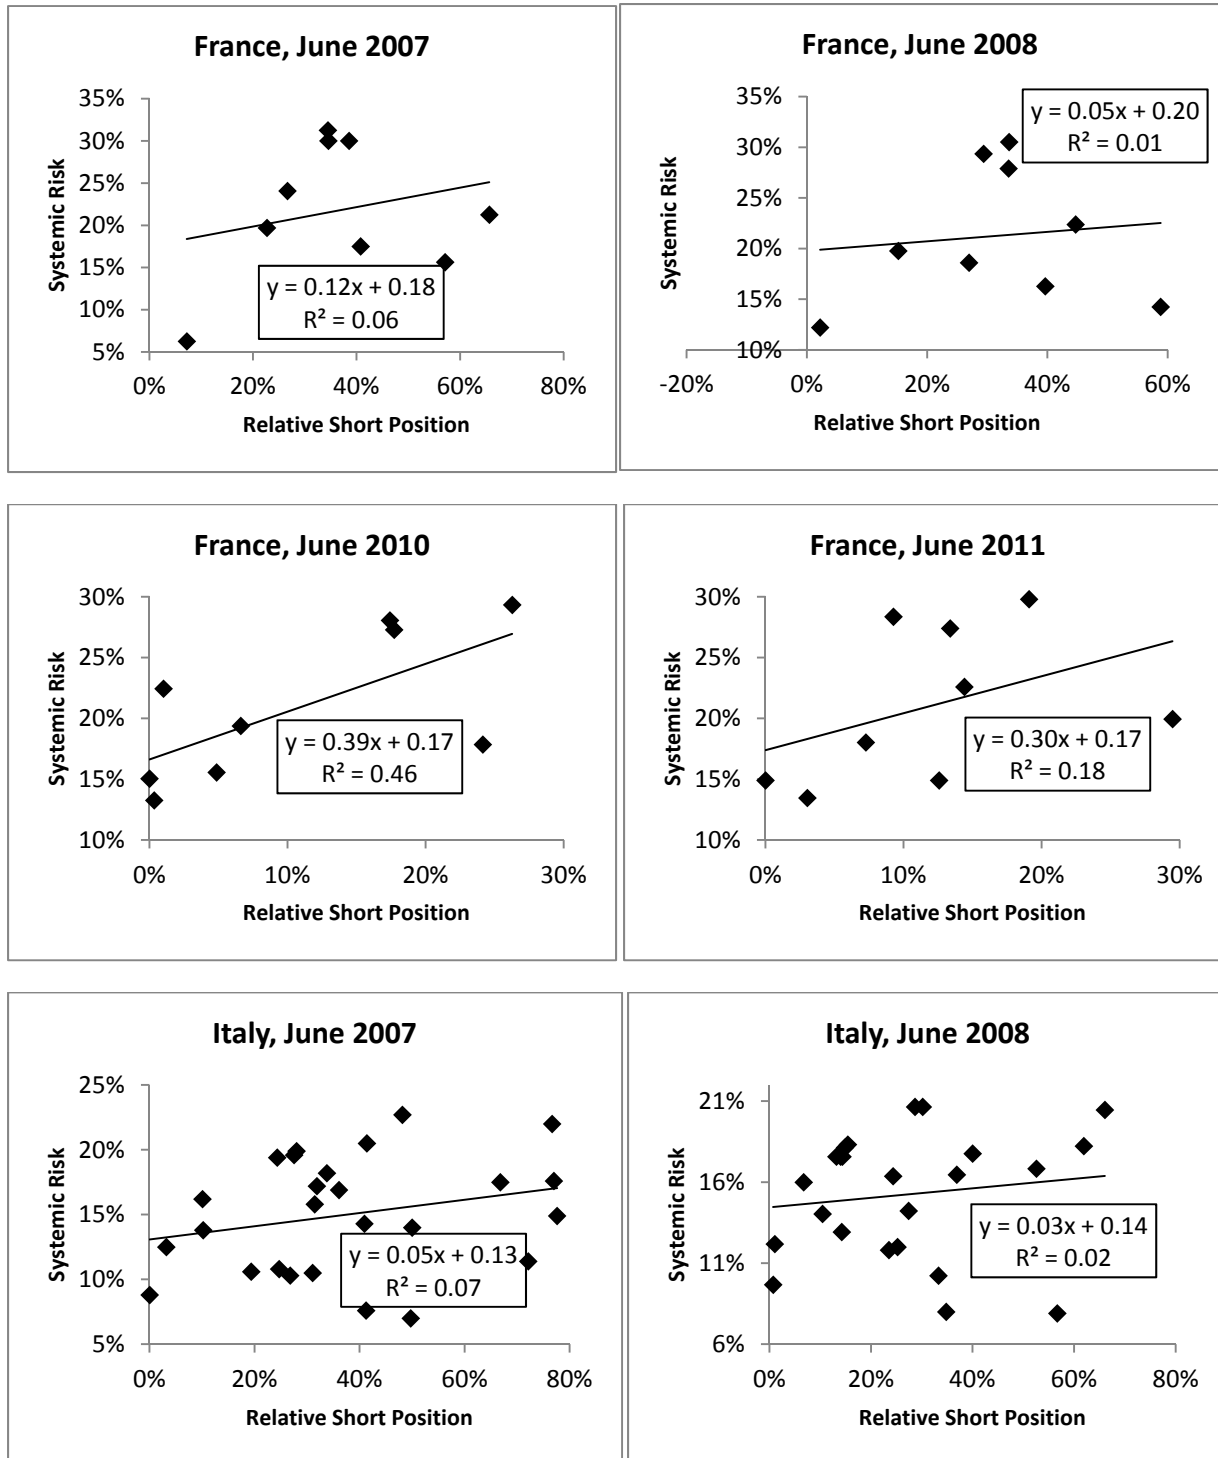 France, June 2007
35%
30%
25%
20%
15%
10%
5%
Systemic Risk
y = 0.12x + 0.18
R² = 0.06
0% 20% 40% 60% 80%
Relative Short Position
France, June 2008
35%
30%
25%
20%
15%
10%
Systemic Risk
y = 0.05x + 0.20
R² = 0.01
-20% 0% 20% 40% 60%
Relative Short Position
France, June 2010
30%
25%
20%
15%
10%
Systemic Risk
y = 0.39x + 0.17
R² = 0.46
0% 10% 20% 30%
Relative Short Position
France, June 2011
30%
25%
20%
15%
10%
Systemic Risk
y = 0.30x + 0.17
R² = 0.18
0% 10% 20% 30%
Relative Short Position
Italy, June 2007
25%
20%
15%
10%
5%
Systemic Risk
y = 0.05x + 0.13
R² = 0.07
0% 20% 40% 60% 80%
Relative Short Position
Italy, June 2008
21%
16%
11%
6%
Systemic Risk
y = 0.03x + 0.14
R² = 0.02
0% 20% 40% 60% 80%
Relative Short Position